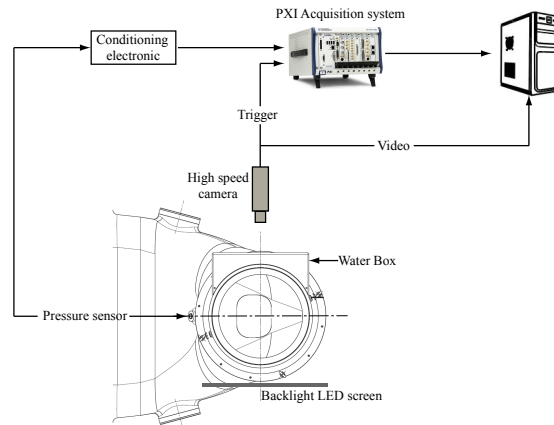 PXI Acquisition system
Conditioning
electronic
Trigger
Video
High speed
camera
Water Box
Pressure sensor
Backlight LED screen